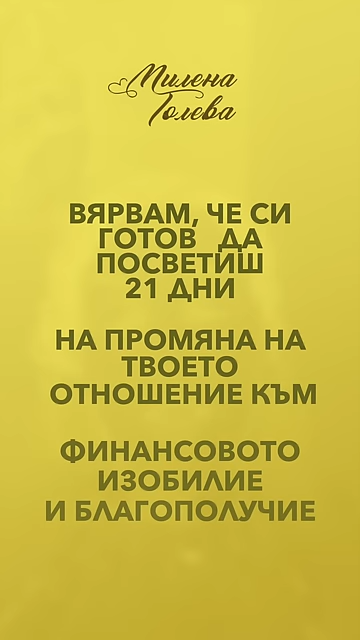 Милена
Голева
ВЯРВАМ, ЧЕ СИ
ГОТОВ ДА
ПОСВЕТИШ
21 ДНИ
НА ПРОМЯНА НА
ТВОЕТО
ОТНОШЕНИЕ КЪМ
ФИНАНСОВОТО
ИЗОБИЛИЕ
И БЛАГОПОЛУЧИЕ